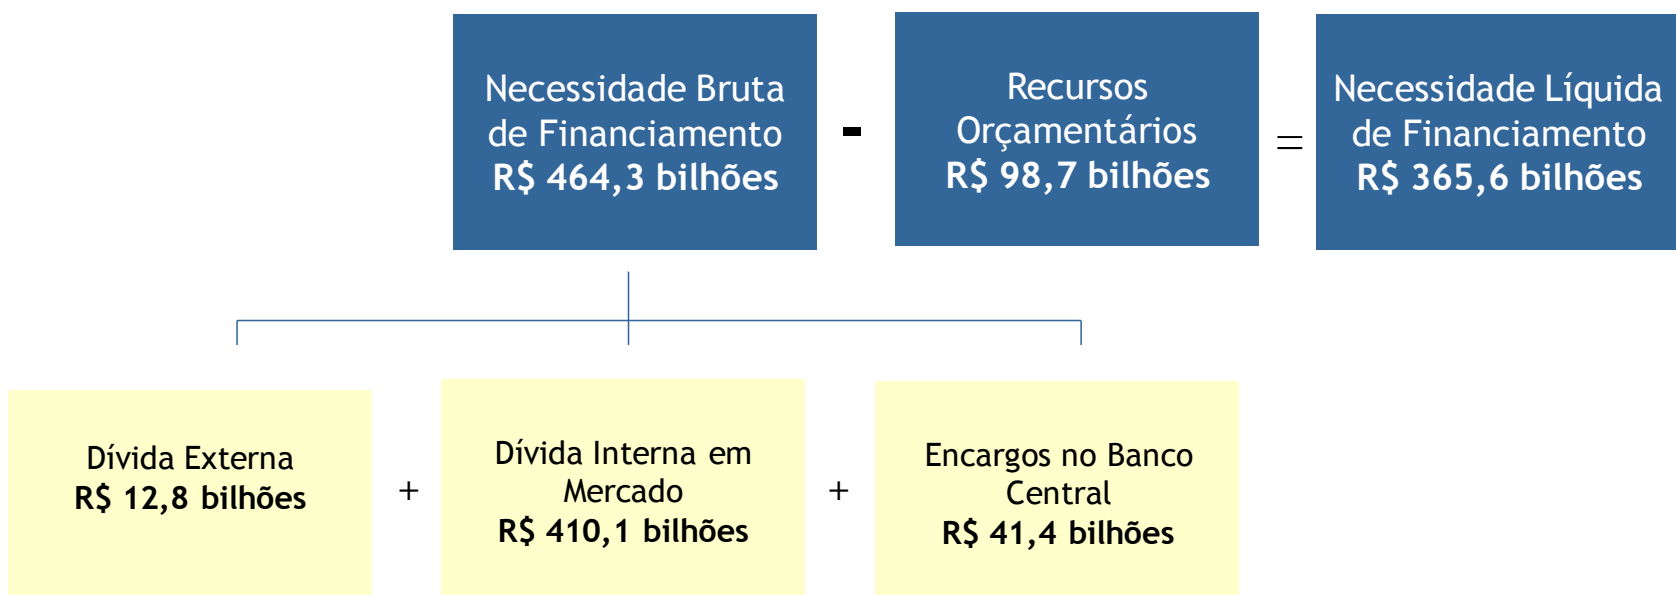 Necessidade Bruta
de Financiamento
R$ 464,3 bilhões
-
Recursos
Orçamentários
R$ 98,7 bilhões
=
Necessidade Líquida
de Financiamento
R$ 365,6 bilhões
Dívida Externa
R$ 12,8 bilhões
+
Dívida Interna em
Mercado
R$ 410,1 bilhões
+
Encargos no Banco
Central
R$ 41,4 bilhões